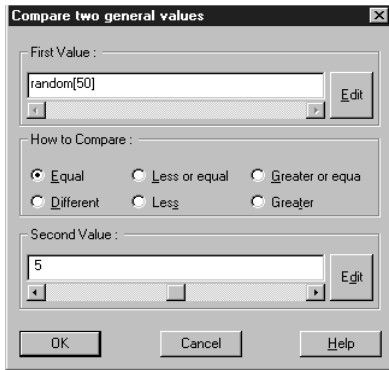 Compare two general values
First Value :
random[50]
Edit
How to Compare :
Equal Less or equal Greater or equa
Different Less Greater
Second Value :
5
Edit
OK Cancel Help